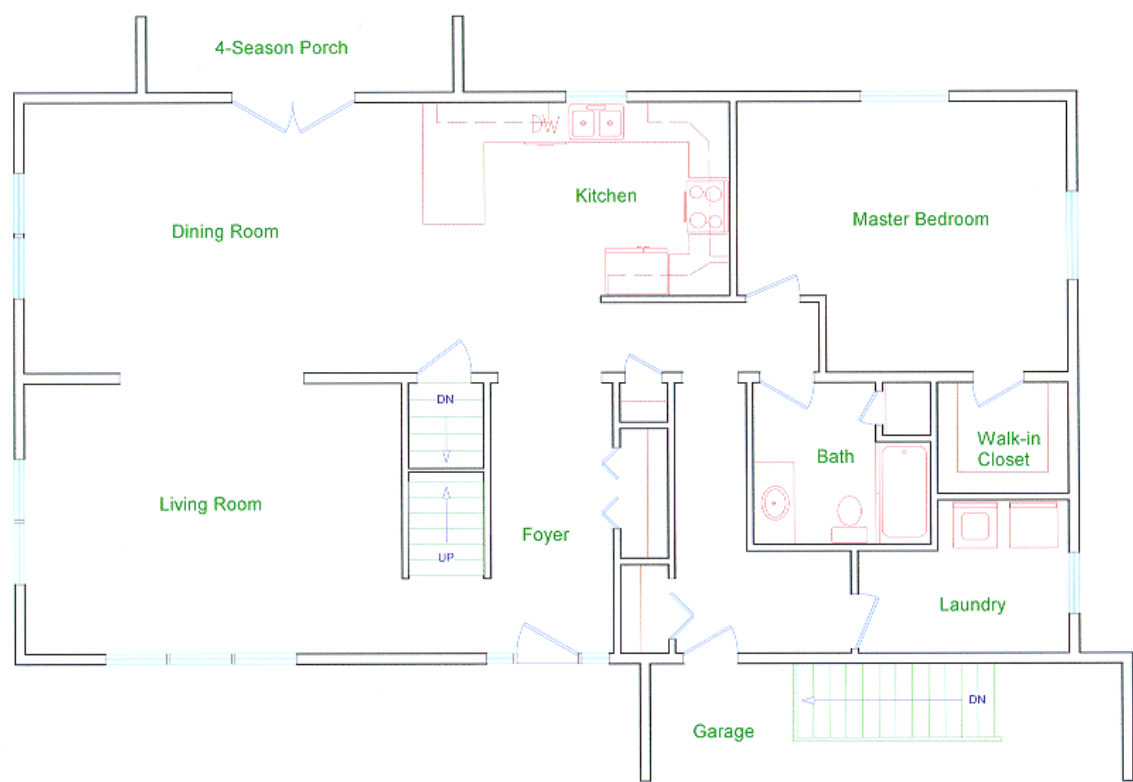 4-Season Porch
DW
Kitchen
Dining Room
Master Bedroom
DN
Walk-in
Closet
Bath
Living Room
Foyer
UP
Laundry
DN
Garage